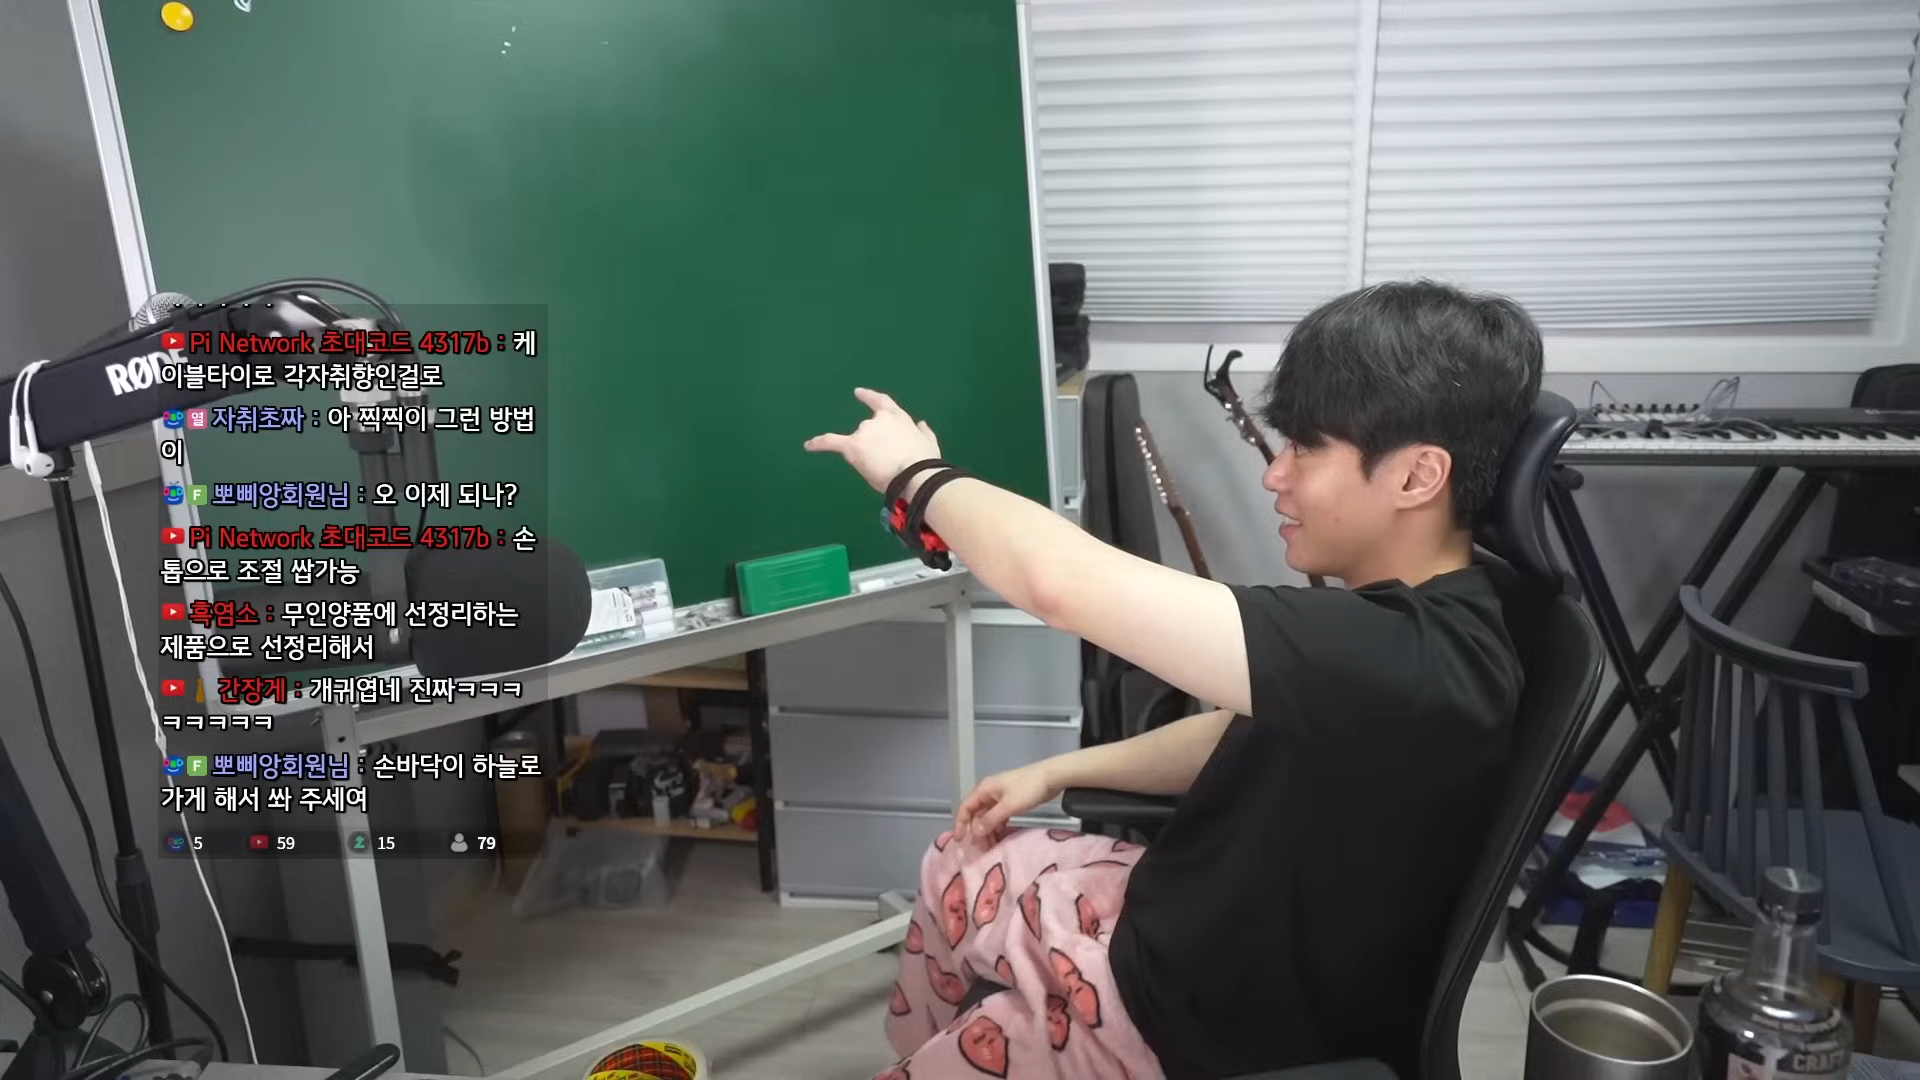 RØDE
Pi Network 초대코드 4317b : 케
이블타이로 각자취향인걸로
열 자취초짜 : 아 찍찍이 그런 방법
이
F 뽀삐앙회원님 : 오 이제 되나?
Pi Network 초대코드 4317b : 손
톱으로 조절 쌉가능
흑염소 : 무인양품에 선정리하는
제품으로 선정리해서
간장게 : 개귀엽네 진짜ㅋㅋㅋ
ㅋㅋㅋㅋㅋ
F 뽀삐앙회원님 : 손바닥이 하늘로
가게 해서 쏴 주세여
5 59 15 79
CRAFT